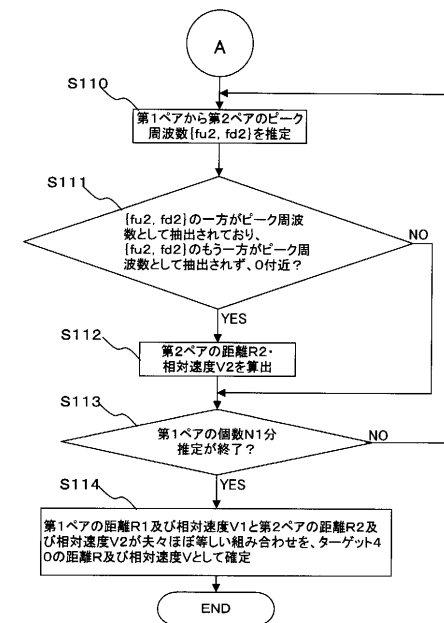 A
S110
第1ペアから第2ペアのピーク
周波数{fu2, fd2}を推定
S111
{fu2, fd2}の一方がピーク周波
数として抽出されており、
{fu2, fd2}のもう一方がピーク周
波数として抽出されず、0付近？
NO
YES
S112
第2ペアの距離R2・
相対速度V2を算出
S113
第1ペアの個数N1分
推定が終了？
NO
YES
S114
第1ペアの距離R1及び相対速度V1と第2ペアの距離R2及
び相対速度V2が夫々ほぼ等しい組み合わせを、ターゲット4
0の距離R及び相対速度Vとして確定
END